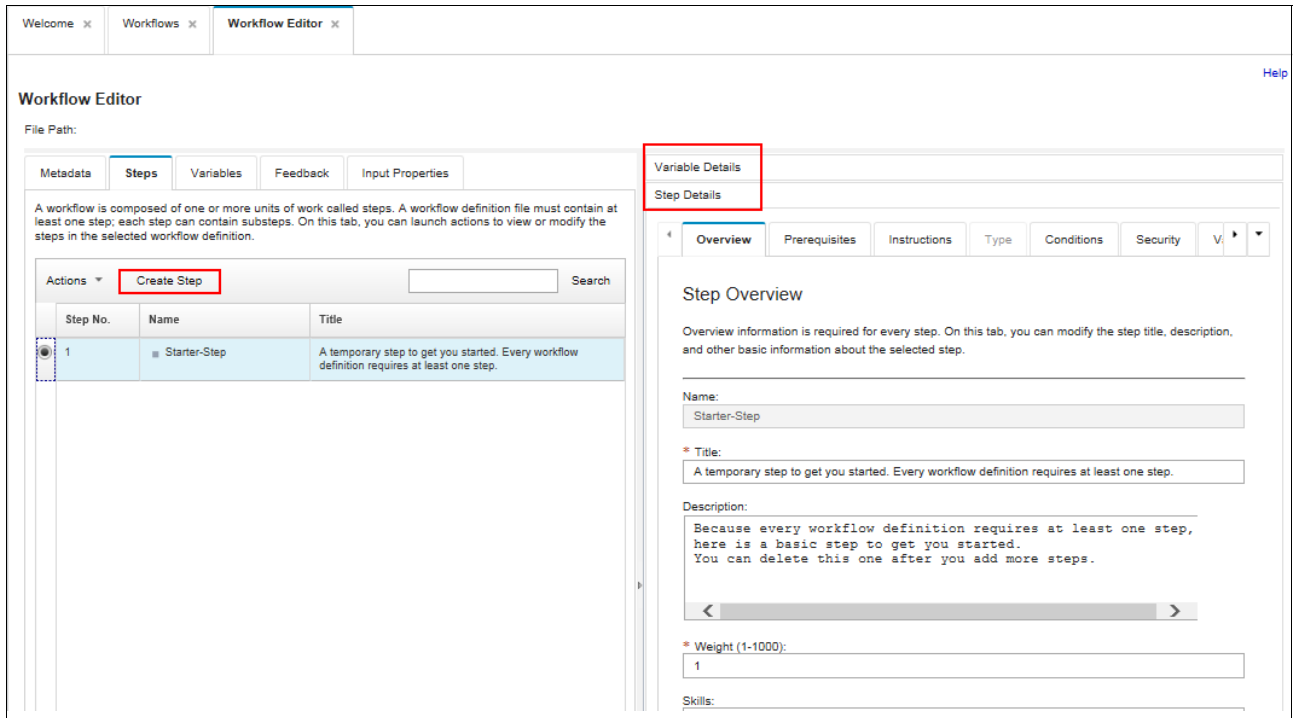 Welcome × Workflows × Workflow Editor ×
Help
Workflow Editor
File Path:
Metadata Steps Variables Feedback Input Properties
A workflow is composed of one or more units of work called steps. A workflow definition file must contain at
least one step; each step can contain substeps. On this tab, you can launch actions to view or modify the
steps in the selected workflow definition.
Actions Create Step Search
Step No. Name Title
1 Starter-Step A temporary step to get you started. Every workflow
definition requires at least one step.
Variable Details
Step Details
Overview Prerequisites Instructions Type Conditions Security
Step Overview
Overview information is required for every step. On this tab, you can modify the step title, description,
and other basic information about the selected step.
Name:
Starter-Step
* Title:
A temporary step to get you started. Every workflow definition requires at least one step.
Description:
Because every workflow definition requires at least one step,
here is a basic step to get you started.
You can delete this one after you add more steps.
* Weight (1-1000):
1
Skills: